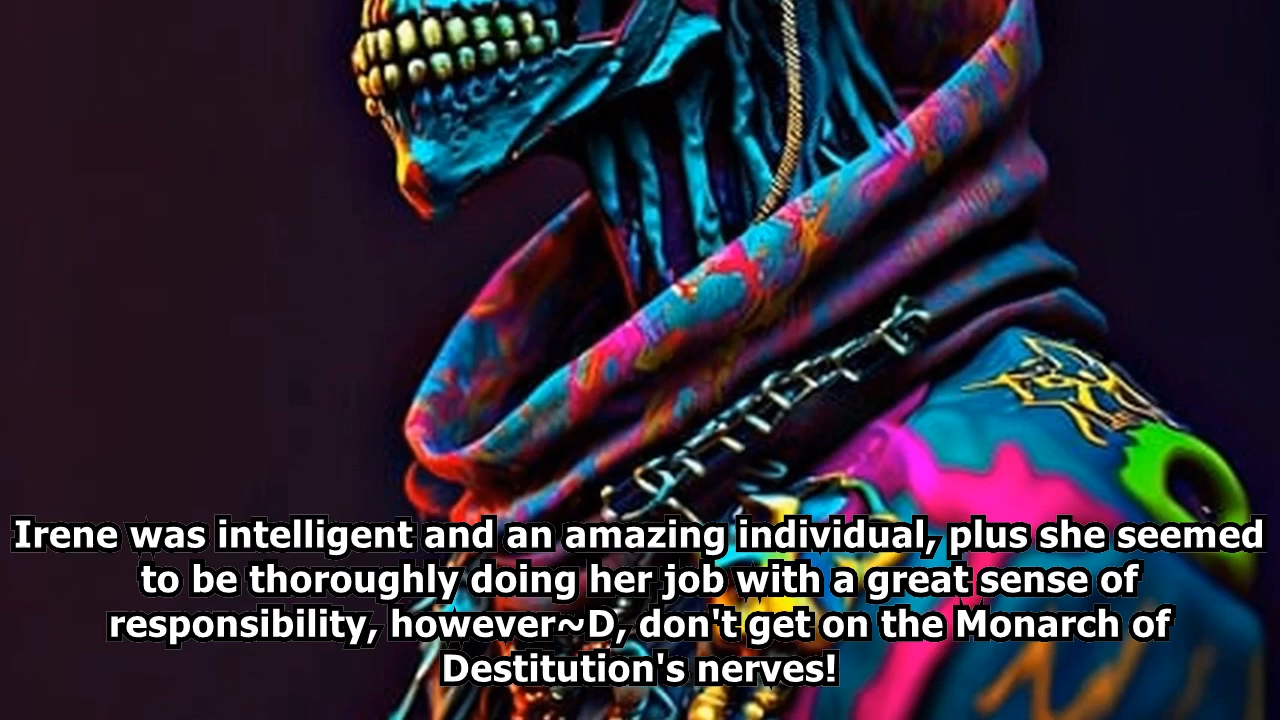 Irene was intelligent and an amazing individual, plus she seemed
to be thoroughly doing her job with a great sense of
responsibility, however~D, don't get on the Monarch of
Destitution's nerves!